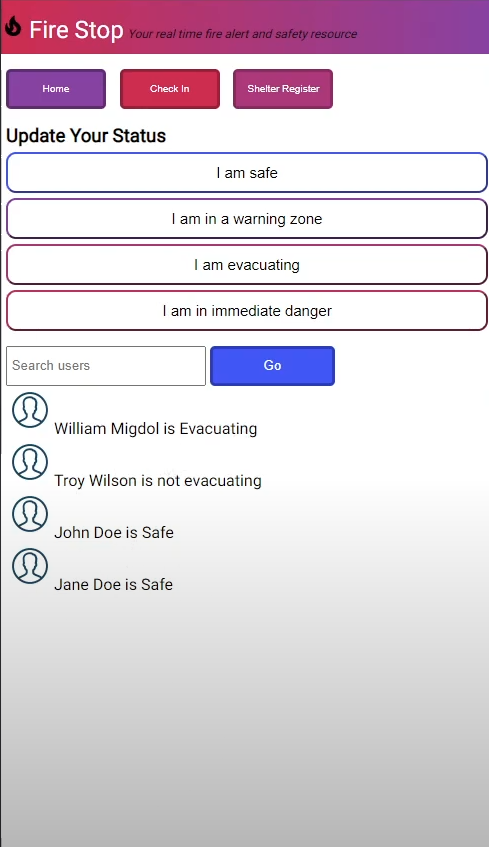 Fire Stop Your real time fire alert and safety resource
Home Check In Shelter Register
Update Your Status
I am safe
I am in a warning zone
I am evacuating
I am in immediate danger
Search users Go
William Migdol is Evacuating
Troy Wilson is not evacuating
John Doe is Safe
Jane Doe is Safe